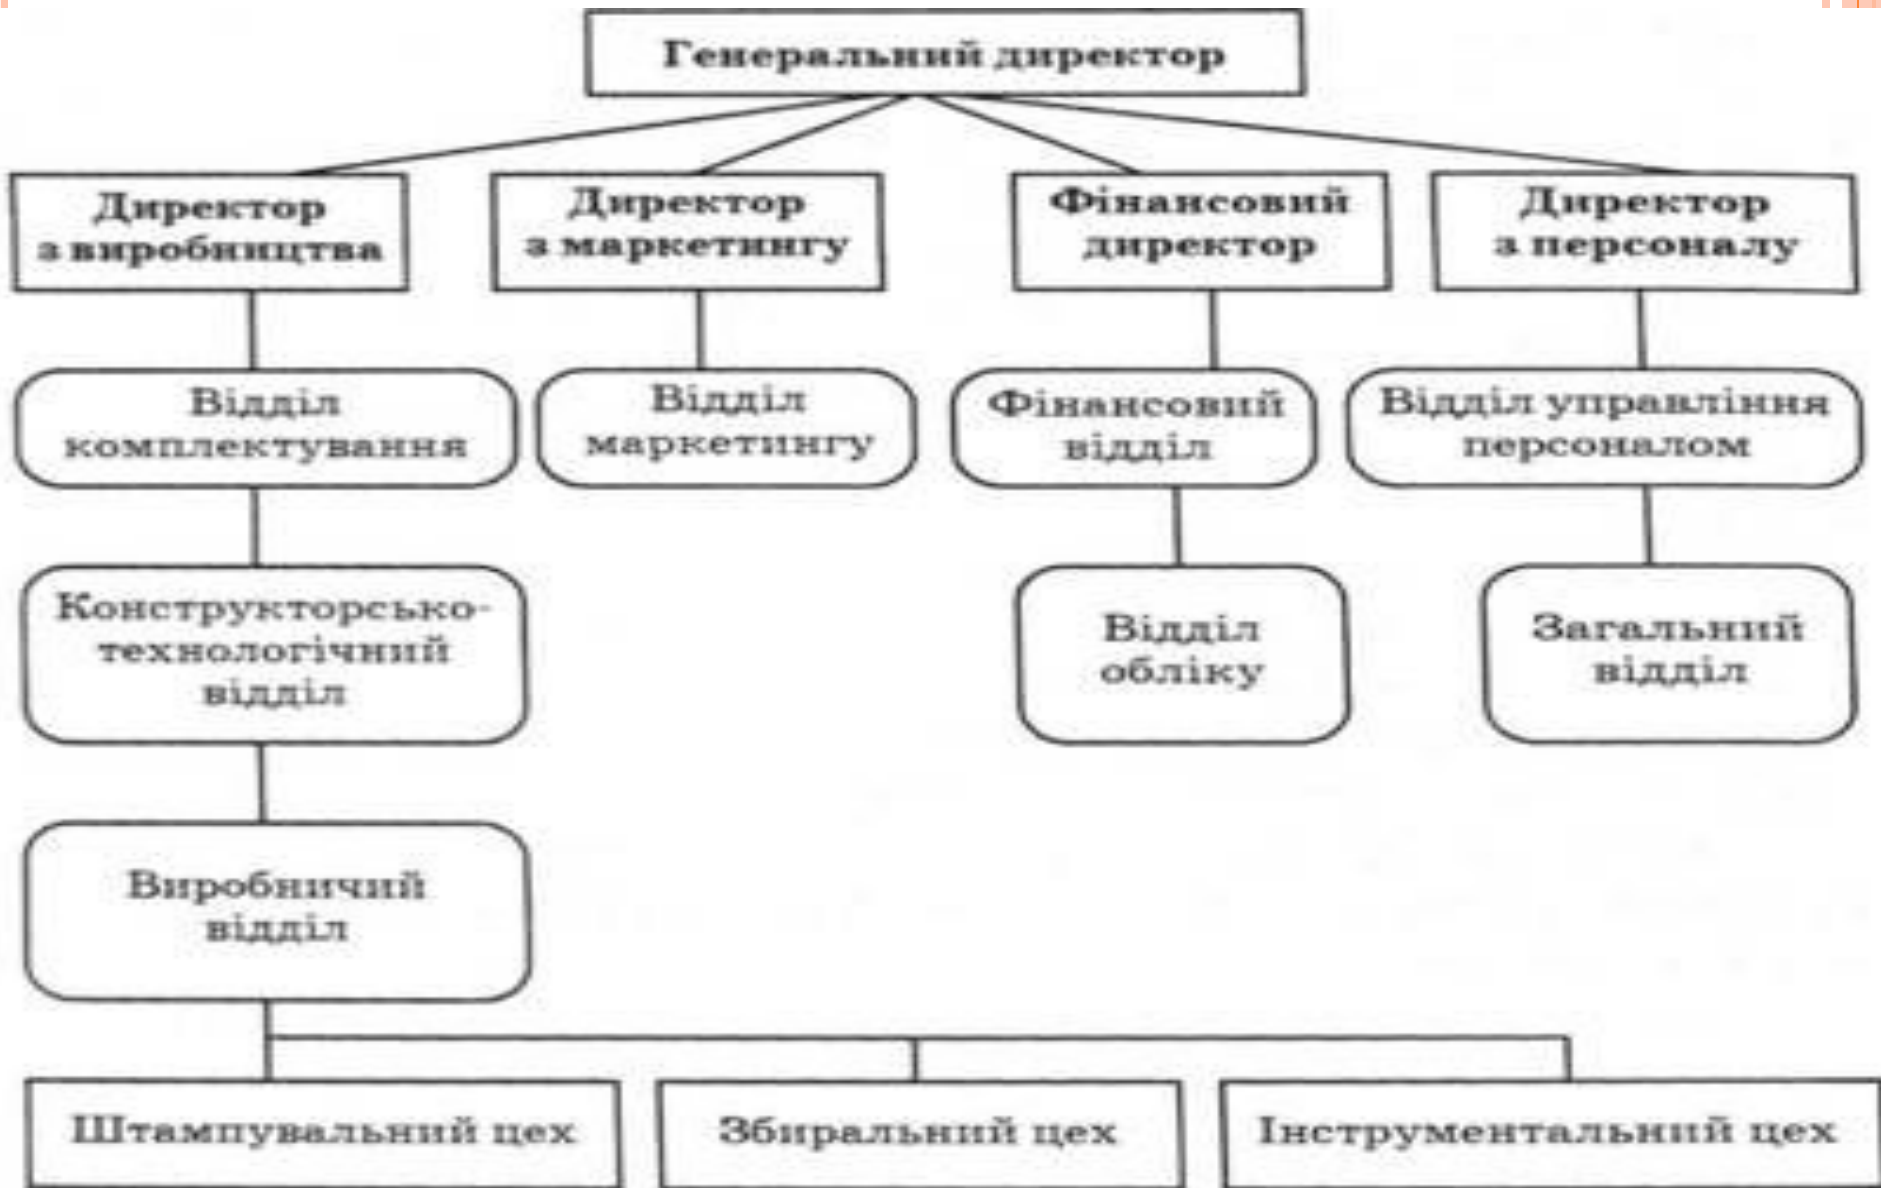 Генеральний директор
Директор
з виробництва
Директор
з маркетингу
Фінансовий
директор
Директор
з персоналу
Відділ
комплектування
Відділ
маркетингу
Фінансовий
відділ
Відділ управління
персоналом
Конструкторсько-
технологічний
відділ
Відділ
обліку
Загальний
відділ
Виробничий
відділ
Штампувальний цех
Збиральний цех
Інструментальний цех